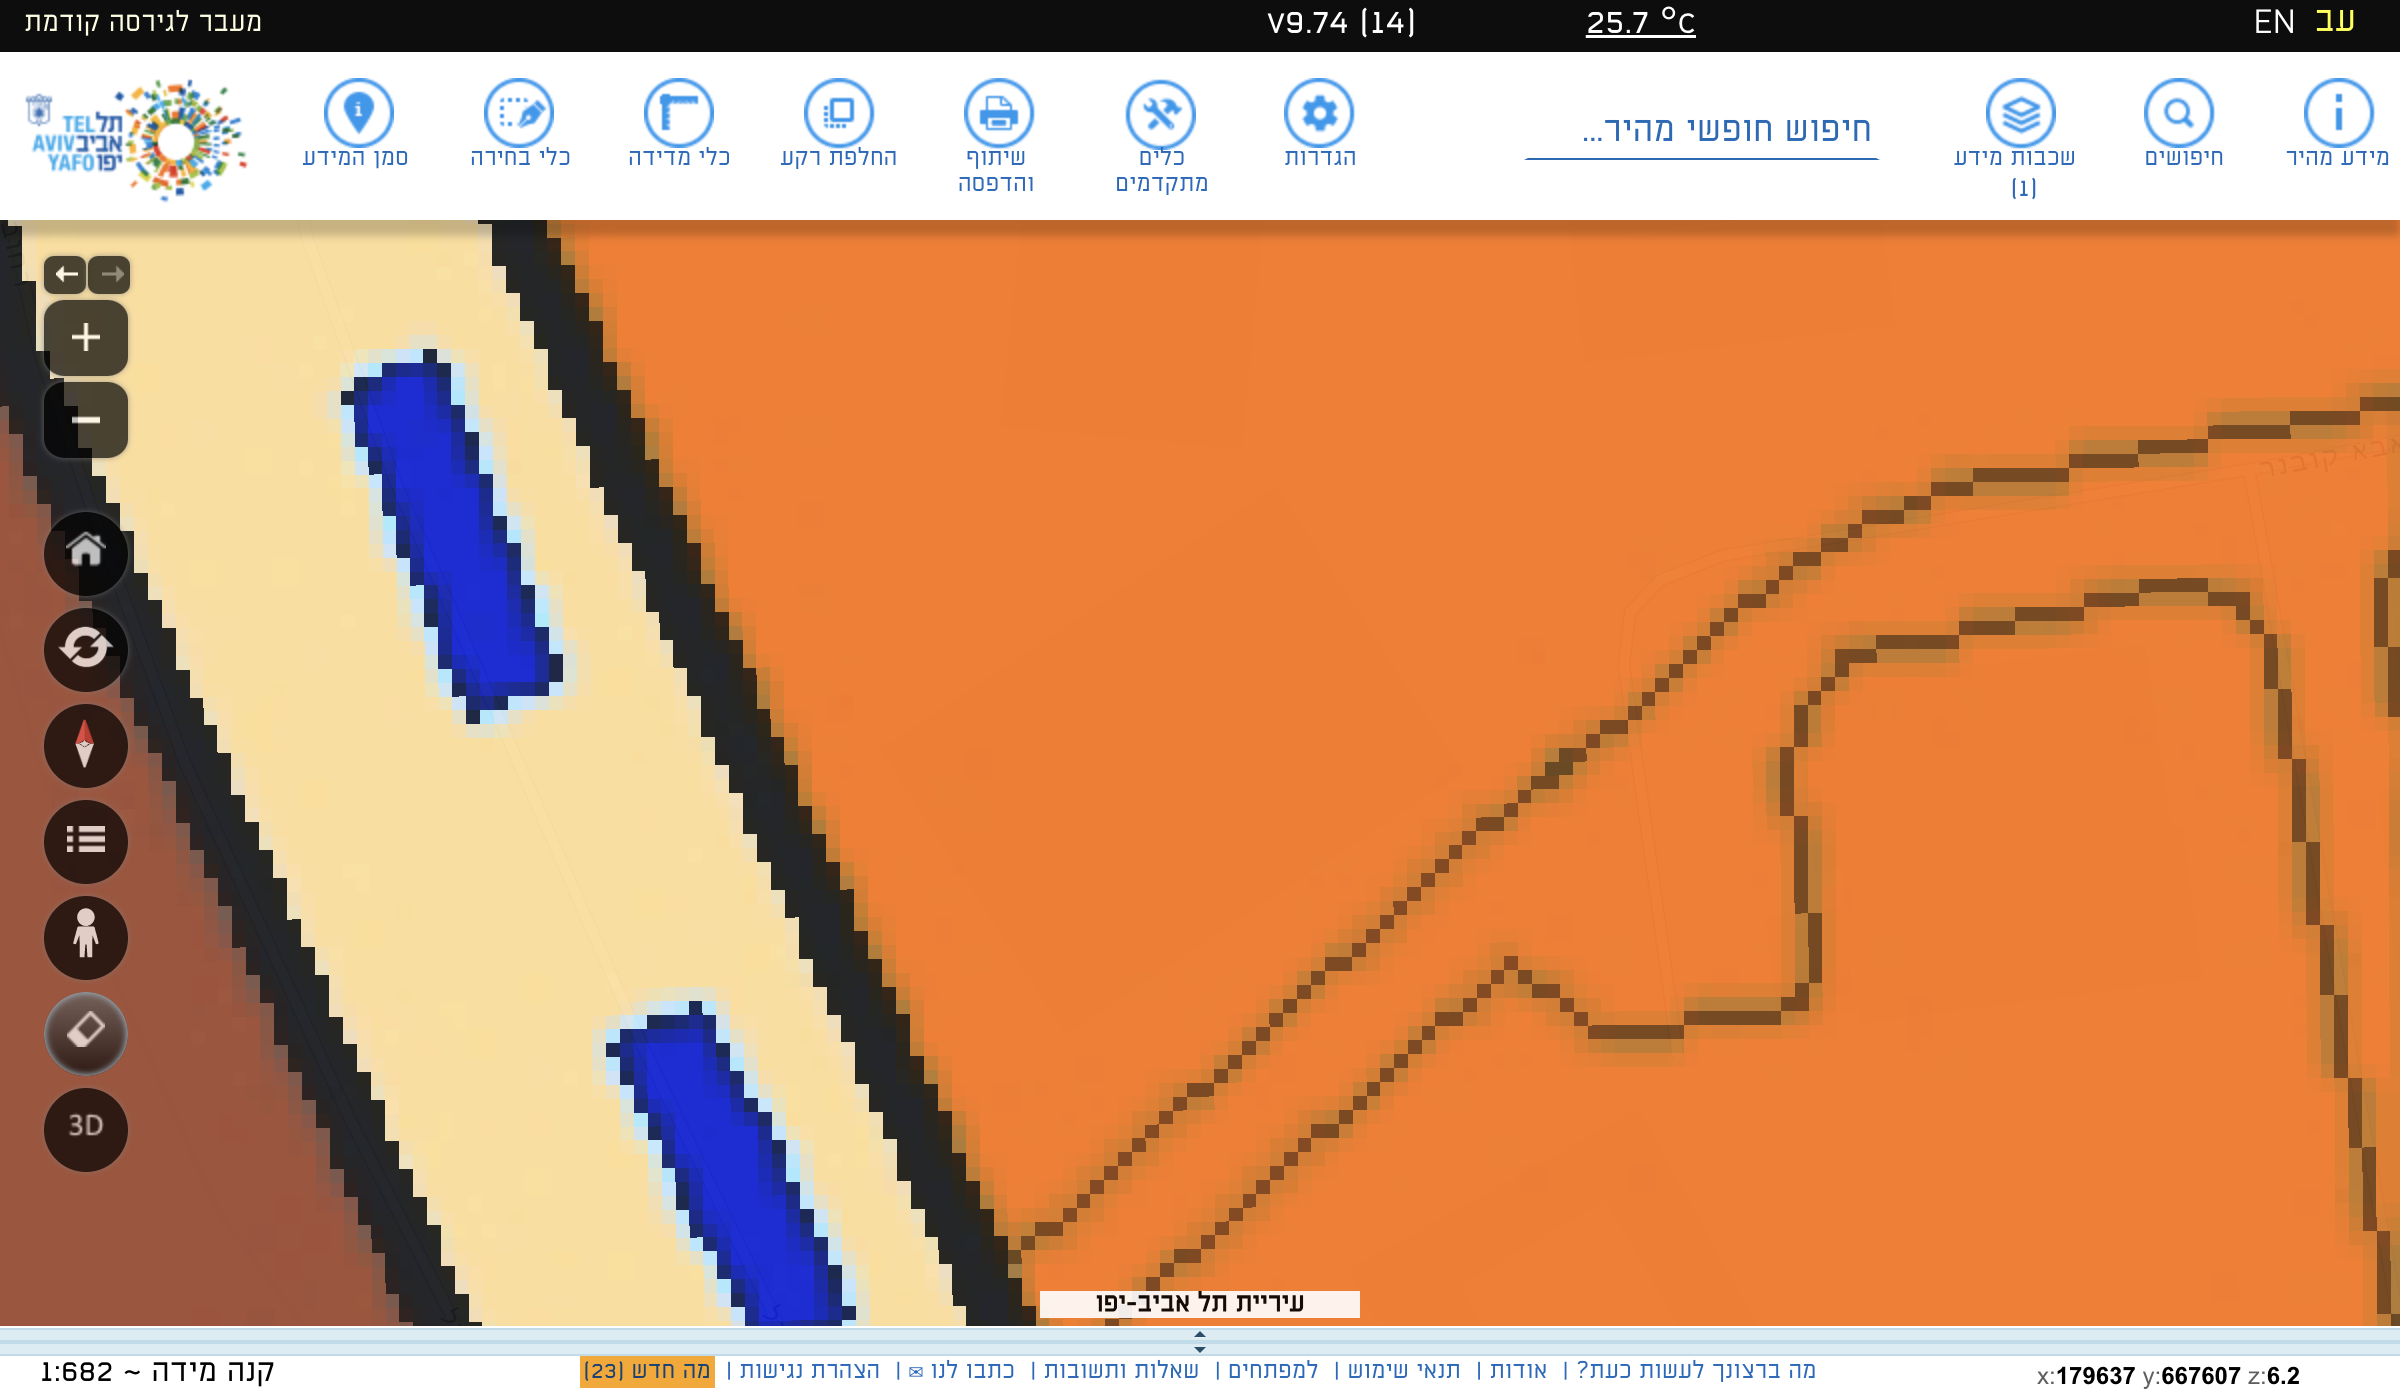 עב EN
25.7 °C
V9.74 (14)
מעבר לגירסה קודמת
מידע מהיר
חיפושים
שכבות מידע
(1)
חיפוש חופשי מהיר...
הגדרות
כלים
מתקדמים
שיתוף
והדפסה
החלפת רקע
כלי מדידה
כלי בחירה
סמן המידע
TEL תל
AVIV אביב
YAFO יפו
אבא קובנר
3D
עיריית תל אביב-יפו
מה ברצונך לעשות כעת? | אודות | תנאי שימוש | למפתחים | שאלות ותשובות | כתבו לנו ✉ | הצהרת נגישות | מה חדש (23)
קנה מידה ~ 1:682
x:179637 y:667607 z:6.2